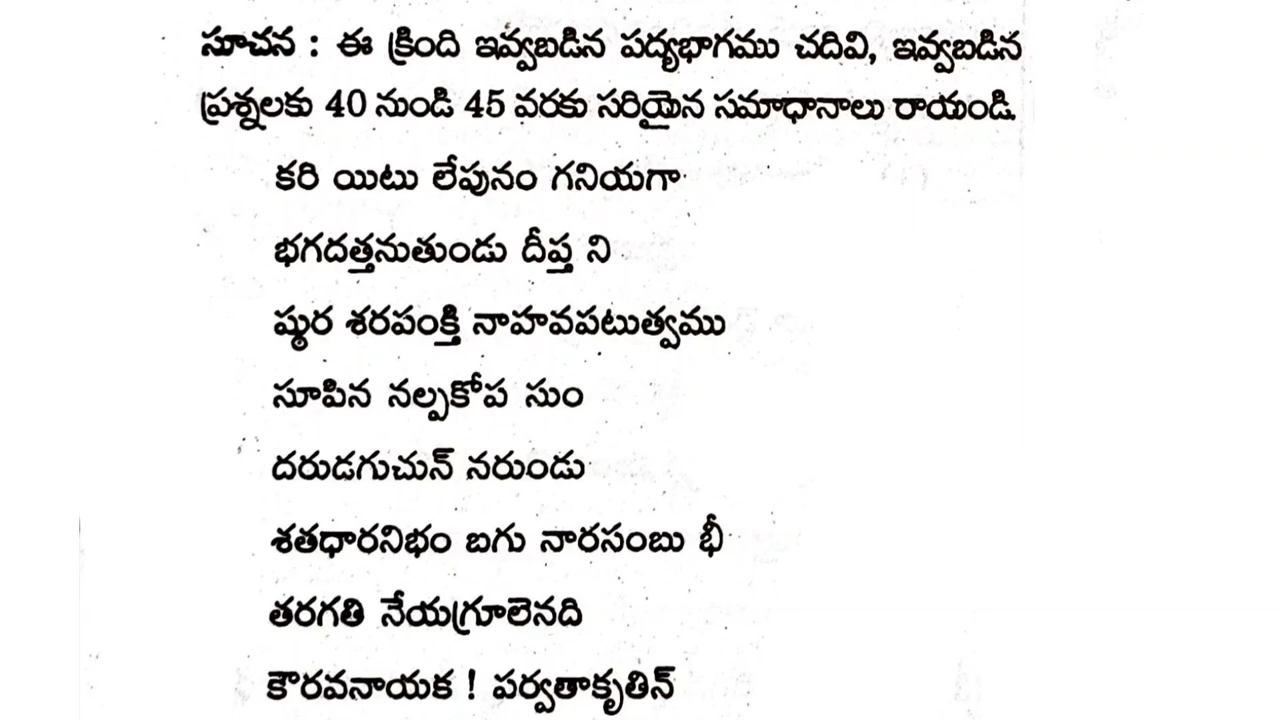 సూచన : ఈ క్రింది ఇవ్వబడిన పద్యభాగము చదివి, ఇవ్వబడిన
ప్రశ్నలకు 40 నుండి 45 వరకు సరియైన సమాధానాలు రాయండి.
కరి యిటు లేపునం గనియగా
భగదత్తనుతుండు దీప్త ని
ష్ఠుర శరపంక్తి నాహవపటుత్వము
సూపిన నల్పకోప సుం
దరుడగుచున్ నరుండు
శతధారనిభం బగు నారసంబు భీ
తరగతి నేయగ్రూలెనది
కౌరవనాయక ! పర్వతాకృతిన్